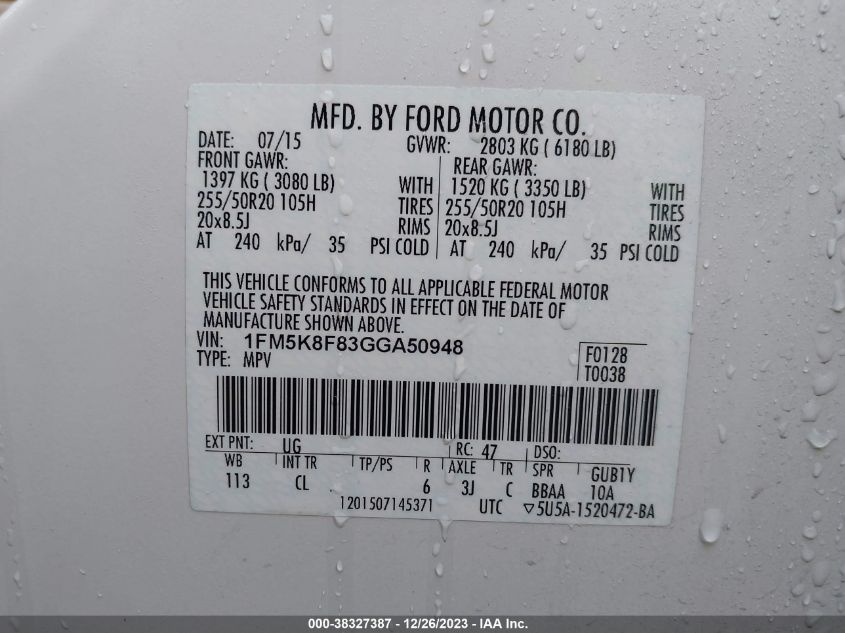 MFD. BY FORD MOTOR CO.
DATE: 07/15 GVWR: 2803 KG ( 6180 LB)
FRONT GAWR: REAR GAWR:
1397 KG ( 3080 LB) WITH 1520 KG ( 3350 LB) WITH
255/50R20 105H TIRES 255/50R20 105H TIRES
20x8.5J RIMS 20x8.5J RIMS
AT 240 kPa/ 35 PSI COLD AT 240 kPa/ 35 PSI COLD
THIS VEHICLE CONFORMS TO ALL APPLICABLE FEDERAL MOTOR
VEHICLE SAFETY STANDARDS IN EFFECT ON THE DATE OF
MANUFACTURE SHOWN ABOVE.
VIN: 1FM5K8F83GGA50948 F0128
TYPE: MPV T0038
EXT PNT: UG RC: 47 DSO:
WB INT TR TP/PS R AXLE TR SPR GUB1Y
113 CL 6 3J C BBAA 10A
1201507145371 UTC ▽5U5A-1520472-BA
000-38327387 - 12/26/2023 - IAA Inc.